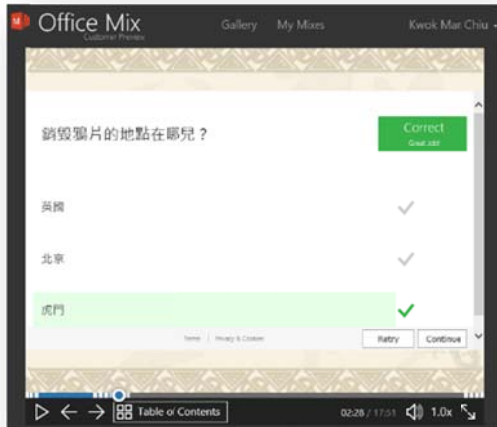 Office Mix
Customer Preview
Gallery
My Mixes
Kwok Mar Chiu
銷毀鴉片的地點在哪兒？
Correct
Great job!
英國
北京
虎門
Terms | Privacy & Cookies
Retry
Continue
Table of Contents
02:28 / 17:51
1.0x